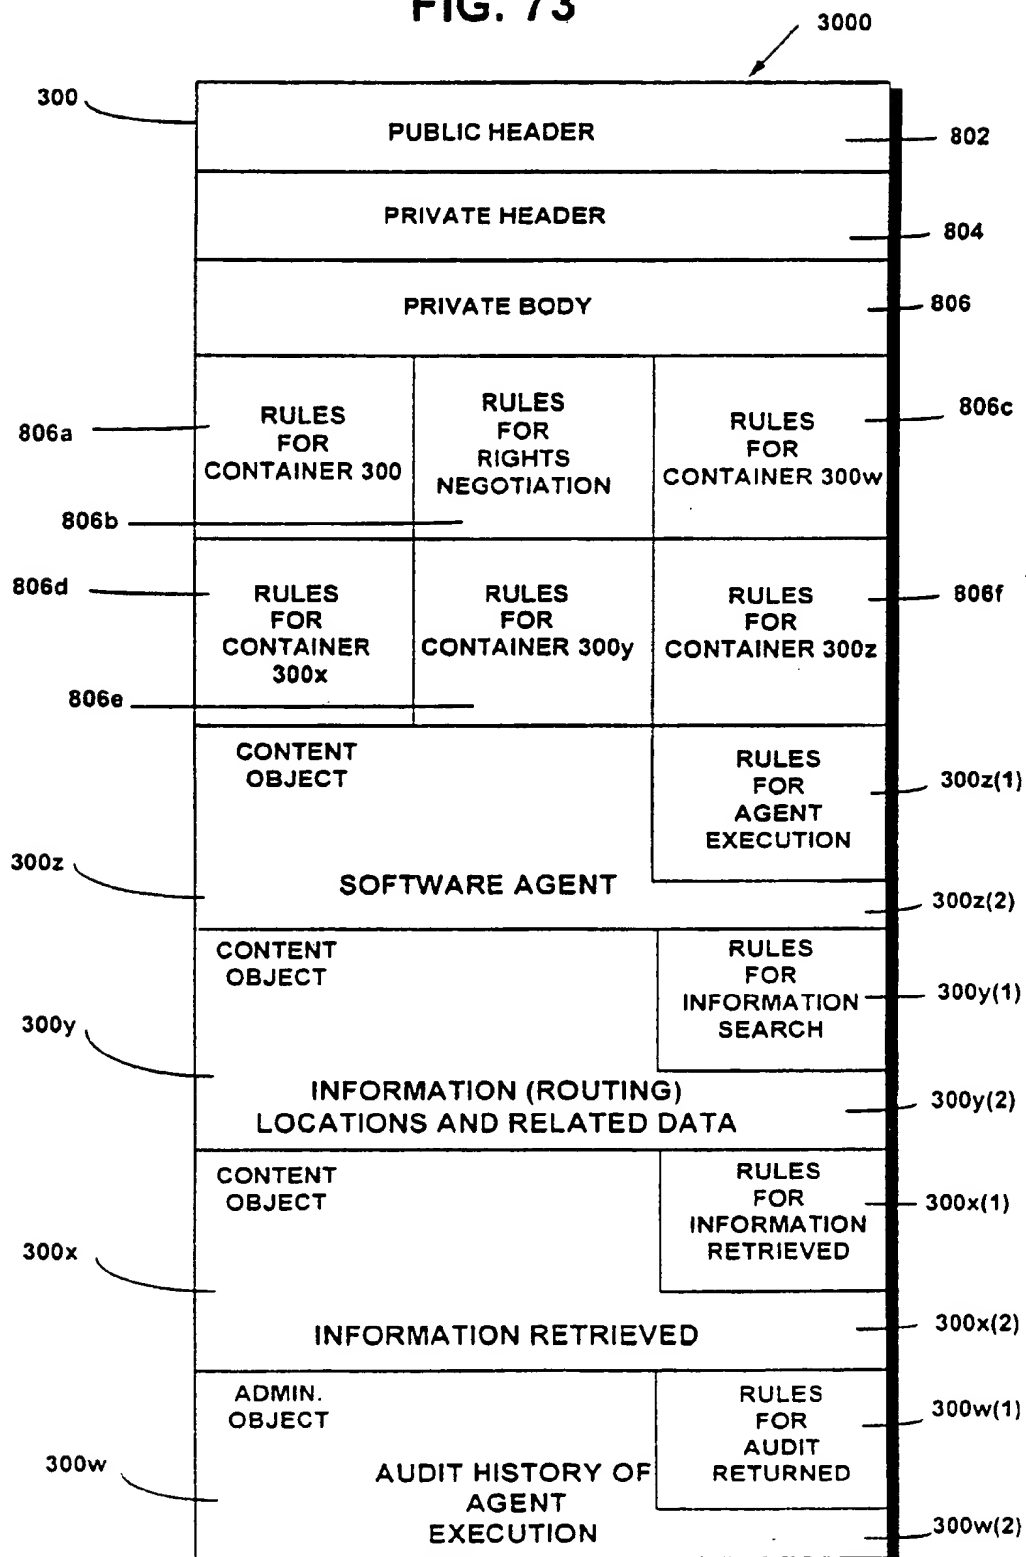 FIG. 73
3000
300
PUBLIC HEADER
802
PRIVATE HEADER
804
PRIVATE BODY
806
806a
RULES
FOR
CONTAINER 300
806b
RULES
FOR
RIGHTS
NEGOTIATION
RULES
FOR
CONTAINER 300w
806c
806d
RULES
FOR
CONTAINER
300x
806e
RULES
FOR
CONTAINER 300y
RULES
FOR
CONTAINER 300z
806f
CONTENT
OBJECT
RULES
FOR
AGENT
EXECUTION
300z(1)
300z
SOFTWARE AGENT
300z(2)
CONTENT
OBJECT
RULES
FOR
INFORMATION
SEARCH
300y(1)
300y
INFORMATION (ROUTING)
LOCATIONS AND RELATED DATA
300y(2)
CONTENT
OBJECT
RULES
FOR
INFORMATION
RETRIEVED
300x(1)
300x
INFORMATION RETRIEVED
300x(2)
ADMIN.
OBJECT
RULES
FOR
AUDIT
RETURNED
300w(1)
300w
AUDIT HISTORY OF
AGENT
EXECUTION
300w(2)